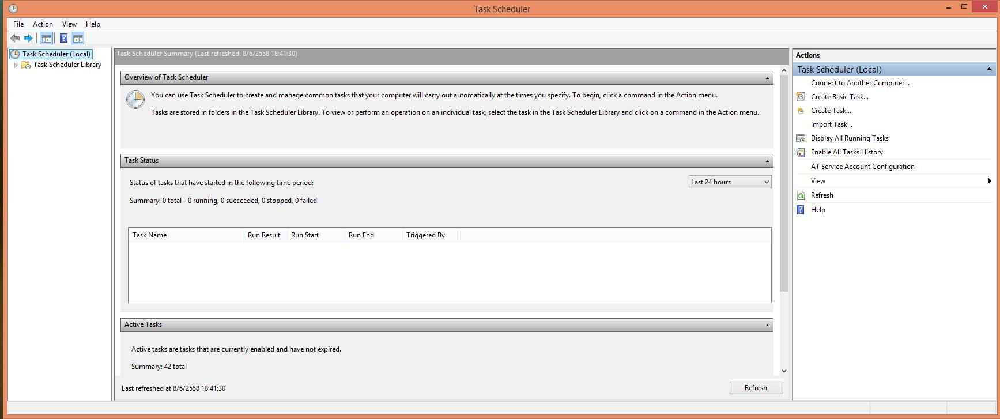 Task Scheduler
File Action View Help
Task Scheduler (Local)
Task Scheduler Library
Task Scheduler Summary (Last refreshed: 8/6/2558 18:41:30)
Overview of Task Scheduler
You can use Task Scheduler to create and manage common tasks that your computer will carry out automatically at the times you specify. To begin, click a command in the Action menu.
Tasks are stored in folders in the Task Scheduler Library. To view or perform an operation on an individual task, select the task in the Task Scheduler Library and click on a command in the Action menu.
Task Status
Status of tasks that have started in the following time period:
Last 24 hours
Summary: 0 total - 0 running, 0 succeeded, 0 stopped, 0 failed
Task Name Run Result Run Start Run End Triggered By
Active Tasks
Active tasks are tasks that are currently enabled and have not expired.
Summary: 42 total
Last refreshed at 8/6/2558 18:41:30
Refresh
Actions
Task Scheduler (Local)
Connect to Another Computer...
Create Basic Task...
Create Task...
Import Task...
Display All Running Tasks
Enable All Tasks History
AT Service Account Configuration
View
Refresh
Help